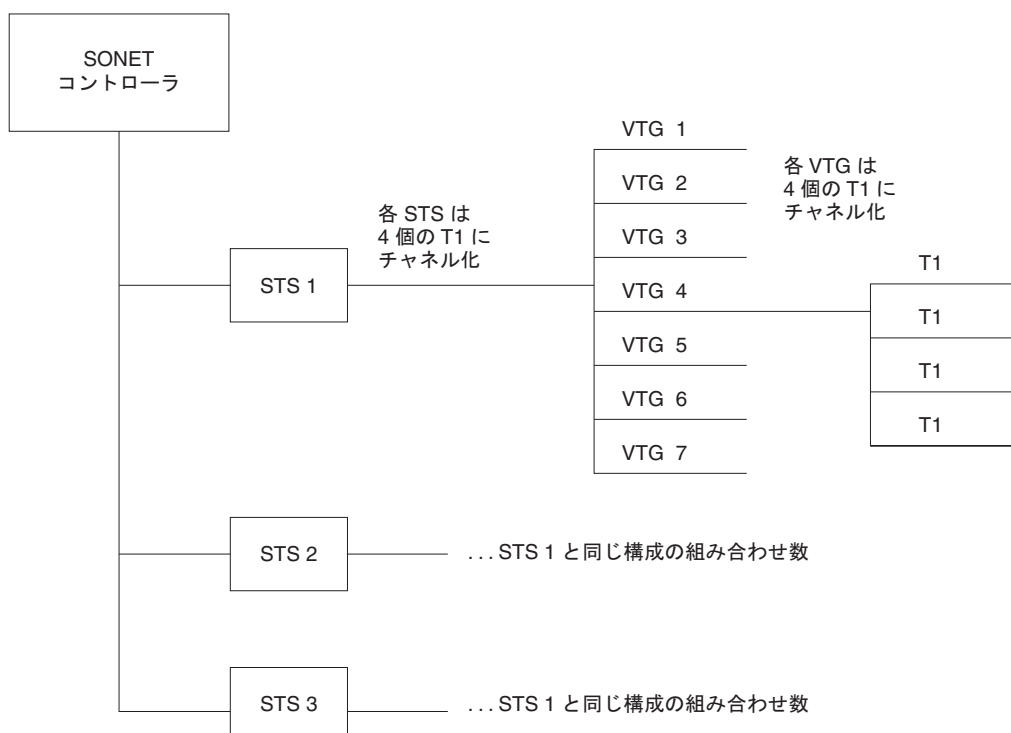 SONET
コントローラ
VTG 1
VTG 2
VTG 3
VTG 4
VTG 5
VTG 6
VTG 7
各 VTG は
4 個の T1 に
チャネル化
各 STS は
4 個の T1 に
チャネル化
T1
T1
T1
T1
STS 1
STS 2
. . . STS 1 と同じ構成の組み合わせ数
STS 3
. . . STS 1 と同じ構成の組み合わせ数